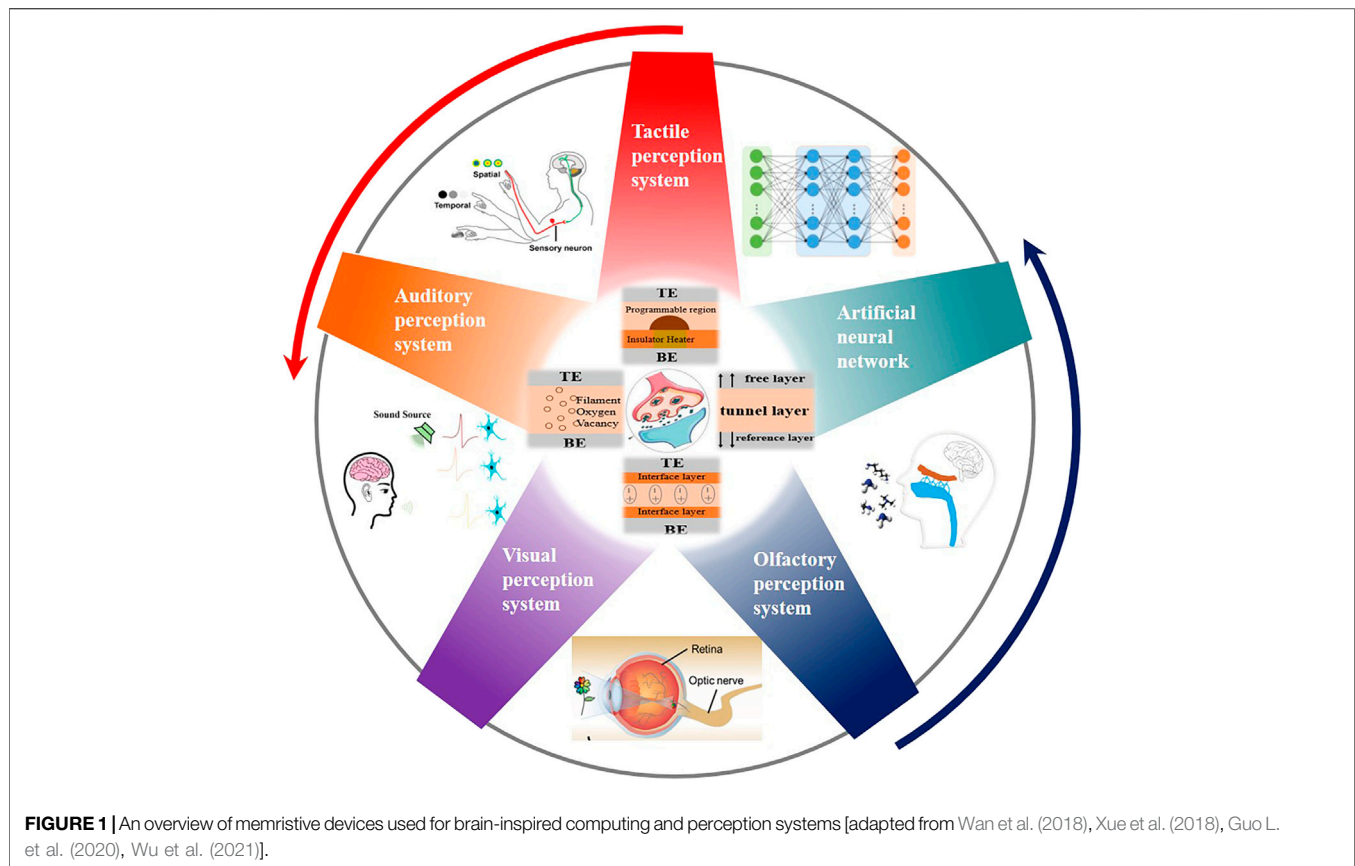 Tactile
perception
system
Spatial
Temporal
Sensory neuron
Auditory
perception
system
Artificial
neural
network
TE
Programmable region
Insulator Heater
BE
TE
Filament
Oxygen
Vacancy
BE
free layer
tunnel layer
reference layer
TE
Interface layer
Interface layer
BE
Sound Source
Visual
perception
system
Olfactory
perception
system
Retina
Optic nerve
FIGURE 1 | An overview of memristive devices used for brain-inspired computing and perception systems [adapted from Wan et al. (2018), Xue et al. (2018), Guo L.
et al. (2020), Wu et al. (2021)].